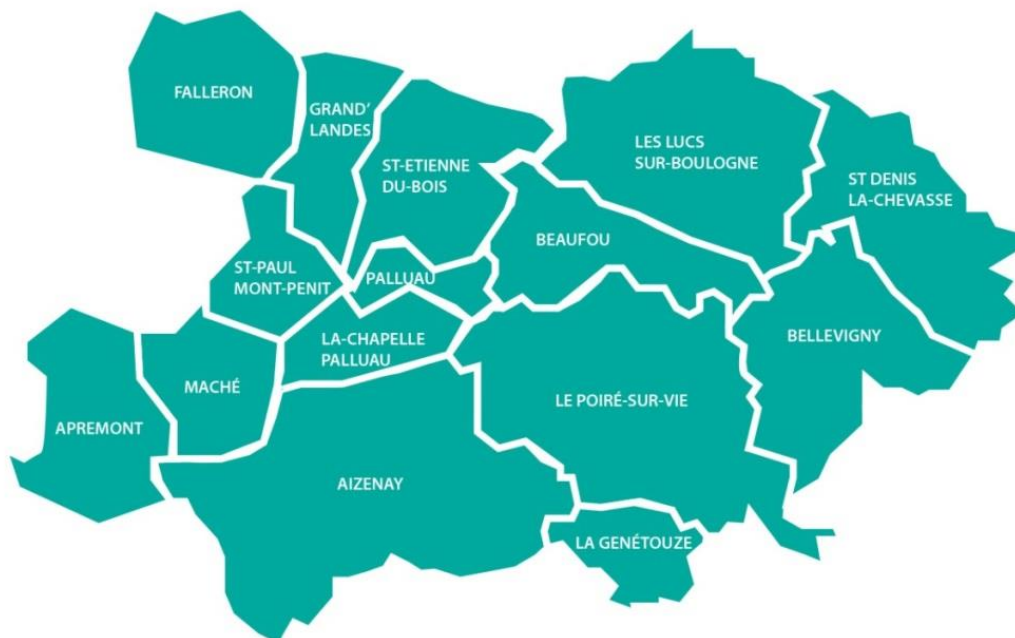 FALLERON
GRAND'
LANDES
ST-ETIENNE
DU-BOIS
LES LUCS
SUR-BOULOGNE
ST DENIS
LA-CHEVASSE
BEAUFOU
ST-PAUL
MONT-PENIT
PALLUAU
LA-CHAPELLE
PALLUAU
BELLEVIGNY
MACHÉ
APREMONT
LE POIRÉ-SUR-VIE
AIZENAY
LA GENÉTOUZE